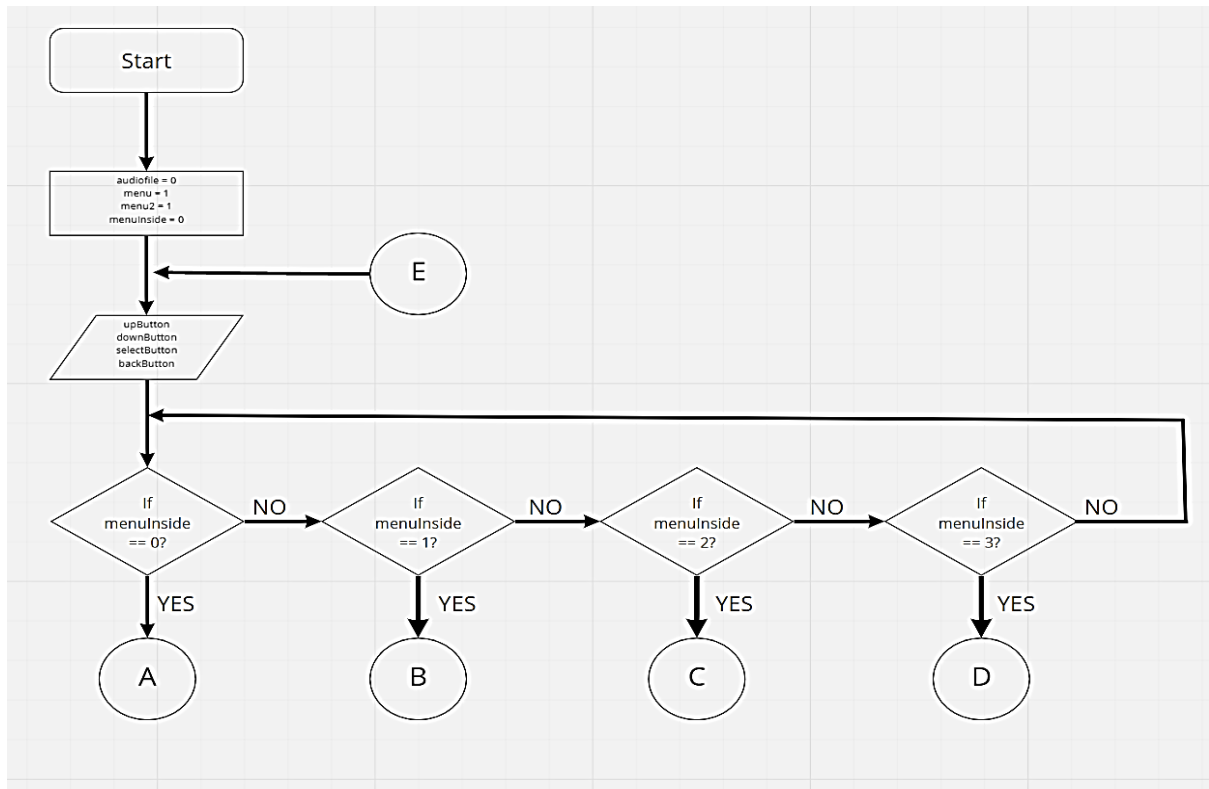 Start
audiofile = 0
menu = 1
menu2 = 1
menuInside = 0
E
upButton
downButton
selectButton
backButton
If
menuInside
== 0?
NO
If
menuInside
== 1?
NO
If
menuInside
== 2?
NO
If
menuInside
== 3?
NO
YES
YES
YES
YES
A
B
C
D